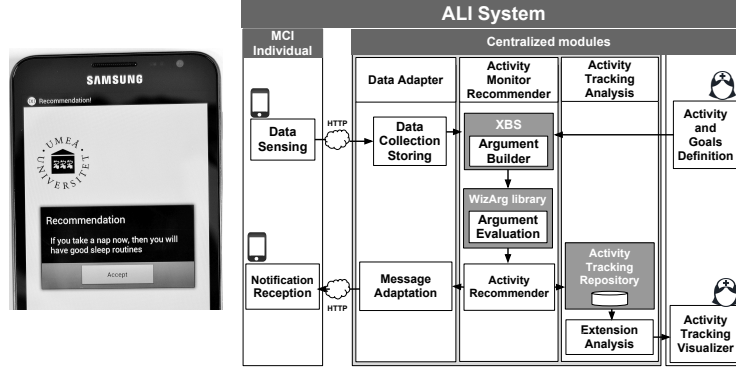 SAMSUNG
Recommendation!
UMEÅ
UNIVERSITET
Recommendation
If you take a nap now, then you will
have good sleep routines
Accept
ALI System
MCI
Individual
Centralized modules
Data Adapter
Activity
Monitor
Recommender
Activity
Tracking
Analysis
Data
Sensing
HTTP
Data
Collection
Storing
XBS
Argument
Builder
Activity
and
Goals
Definition
WizArg library
Argument
Evaluation
Notification
Reception
HTTP
Message
Adaptation
Activity
Recommender
Activity
Tracking
Repository
Extension
Analysis
Activity
Tracking
Visualizer